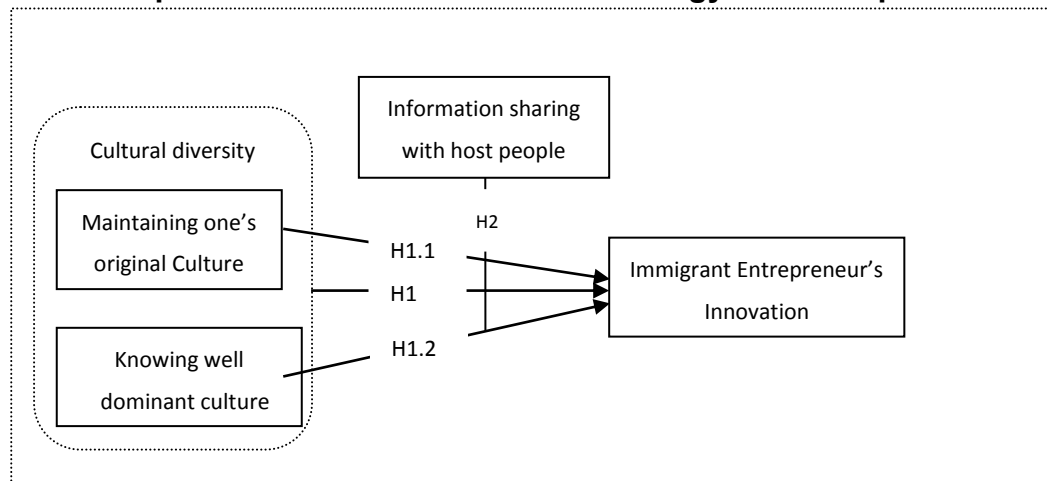 Information sharing
with host people
Cultural diversity
Maintaining one's
original Culture
H2
H1.1
Immigrant Entrepreneur's
Innovation
H1
H1.2
Knowing well
dominant culture